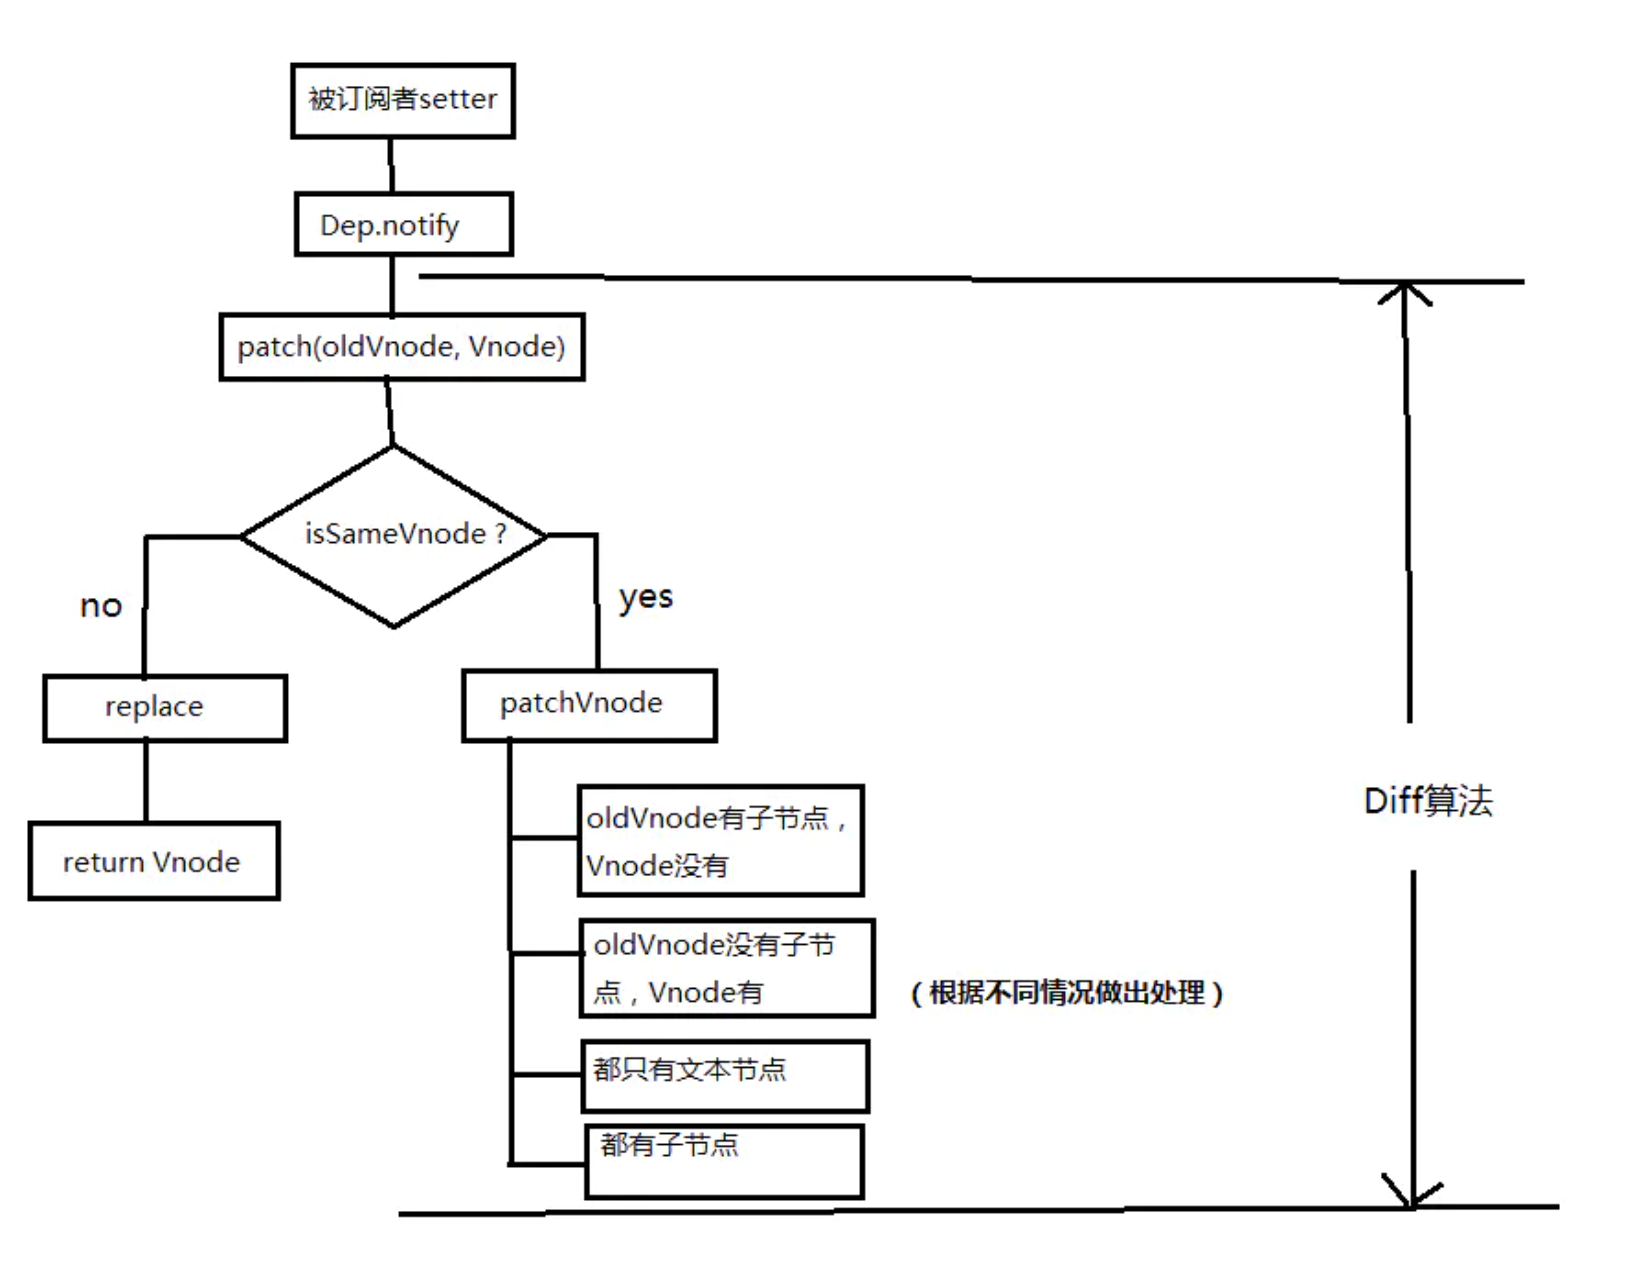 被订阅者setter
Dep.notify
patch(oldVnode, Vnode)
isSameVnode ?
no
yes
replace
patchVnode
return Vnode
oldVnode有子节点，
Vnode没有
oldVnode没有子节
点，Vnode有
（根据不同情况做出处理）
都只有文本节点
都有子节点
Diff算法